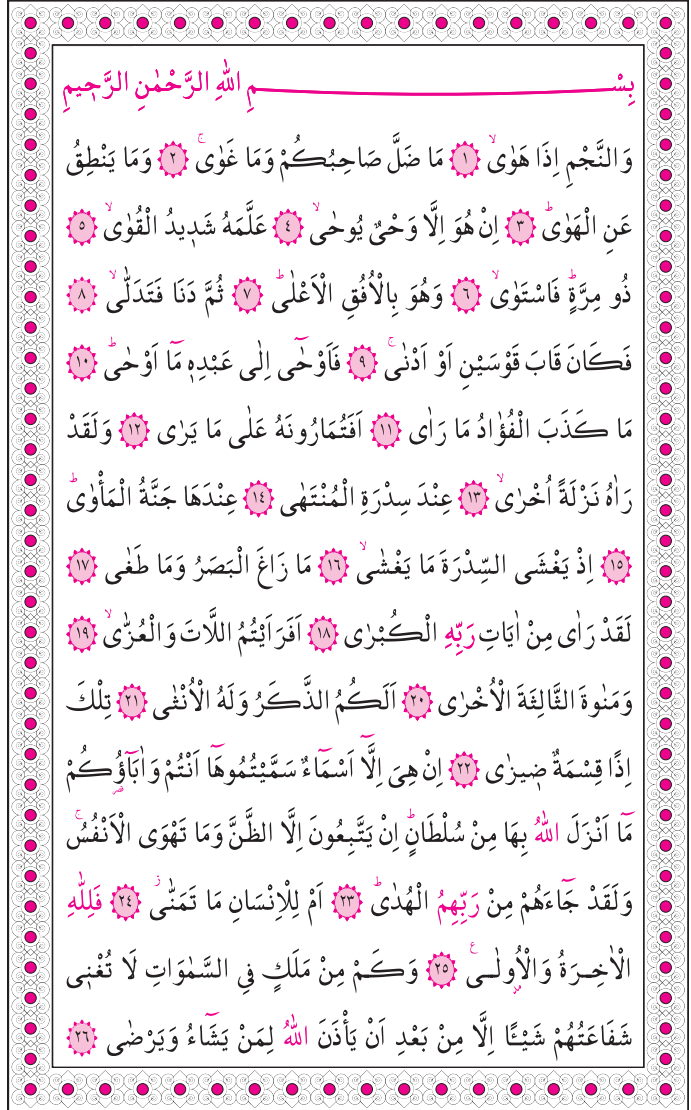 بِسْمِ اللّٰهِ الرَّحْمٰنِ الرَّحٖيمِ
وَالنَّجْمِ اِذَا هَوٰىۙ ﴿١﴾ مَا ضَلَّ صَاحِبُكُمْ وَمَا غَوٰىۚ ﴿٢﴾ وَمَا يَنْطِقُ
عَنِ الْهَوٰىؕ ﴿٣﴾ اِنْ هُوَ اِلَّا وَحْىٌ يُوحٰىۙ ﴿٤﴾ عَلَّمَهُ شَدٖيدُ الْقُوٰىۙ ﴿٥﴾
ذُو مِرَّةٍؕ فَاسْتَوٰىۙ ﴿٦﴾ وَهُوَ بِالْاُفُقِ الْاَعْلٰىؕ ﴿٧﴾ ثُمَّ دَنَا فَتَدَلّٰىۙ ﴿٨﴾
فَكَانَ قَابَ قَوْسَيْنِ اَوْ اَدْنٰىۚ ﴿٩﴾ فَاَوْحٰٓى اِلٰى عَبْدِهٖ مَٓا اَوْحٰىؕ ﴿١٠﴾
مَا كَذَبَ الْفُؤٰادُ مَا رَاٰى ﴿١١﴾ اَفَتُمَارُونَهُ عَلٰى مَا يَرٰى ﴿١٢﴾ وَلَقَدْ
رَاٰهُ نَزْلَةً اُخْرٰىۙ ﴿١٣﴾ عِنْدَ سِدْرَةِ الْمُنْتَهٰى ﴿١٤﴾ عِنْدَهَا جَنَّةُ الْمَأْوٰىؕ
﴿١٥﴾ اِذْ يَغْشَى السِّدْرَةَ مَا يَغْشٰىۙ ﴿١٦﴾ مَا زَاغَ الْبَصَرُ وَمَا طَغٰى ﴿١٧﴾
لَقَدْ رَاٰى مِنْ اٰيَاتِ رَبِّهِ الْكُبْرٰى ﴿١٨﴾ اَفَرَاَيْتُمُ اللَّاتَ وَالْعُزّٰىۙ ﴿١٩﴾
وَمَنٰوةَ الثَّالِثَةَ الْاُخْرٰى ﴿٢٠﴾ اَلَكُمُ الذَّكَرُ وَلَهُ الْاُنْثٰى ﴿٢١﴾ تِلْكَ
اِذًا قِسْمَةٌ ضٖيزٰى ﴿٢٢﴾ اِنْ هِىَ اِلَّٓا اَسْمَٓاءٌ سَمَّيْتُمُوهَٓا اَنْتُمْ وَاٰبَٓاؤُ۬كُمْ
مَٓا اَنْزَلَ اللّٰهُ بِهَا مِنْ سُلْطَانٍؕ اِنْ يَتَّبِعُونَ اِلَّا الظَّنَّ وَمَا تَهْوَى الْاَنْفُسُۚ
وَلَقَدْ جَٓاءَهُمْ مِنْ رَبِّهِمُ الْهُدٰىؕ ﴿٢٣﴾ اَمْ لِلْاِنْسَانِ مَا تَمَنّٰىؗ ﴿٢٤﴾ فَلِلّٰهِ
الْاٰخِرَةُ وَالْاُو۫لٰى ﴿٢٥﴾ وَكَمْ مِنْ مَلَكٍ فِى السَّمٰوَاتِ لَا تُغْنٖى
شَفَاعَتُهُمْ شَيْـًٔا اِلَّا مِنْ بَعْدِ اَنْ يَأْذَنَ اللّٰهُ لِمَنْ يَشَٓاءُ وَيَرْضٰى ﴿٢٦﴾